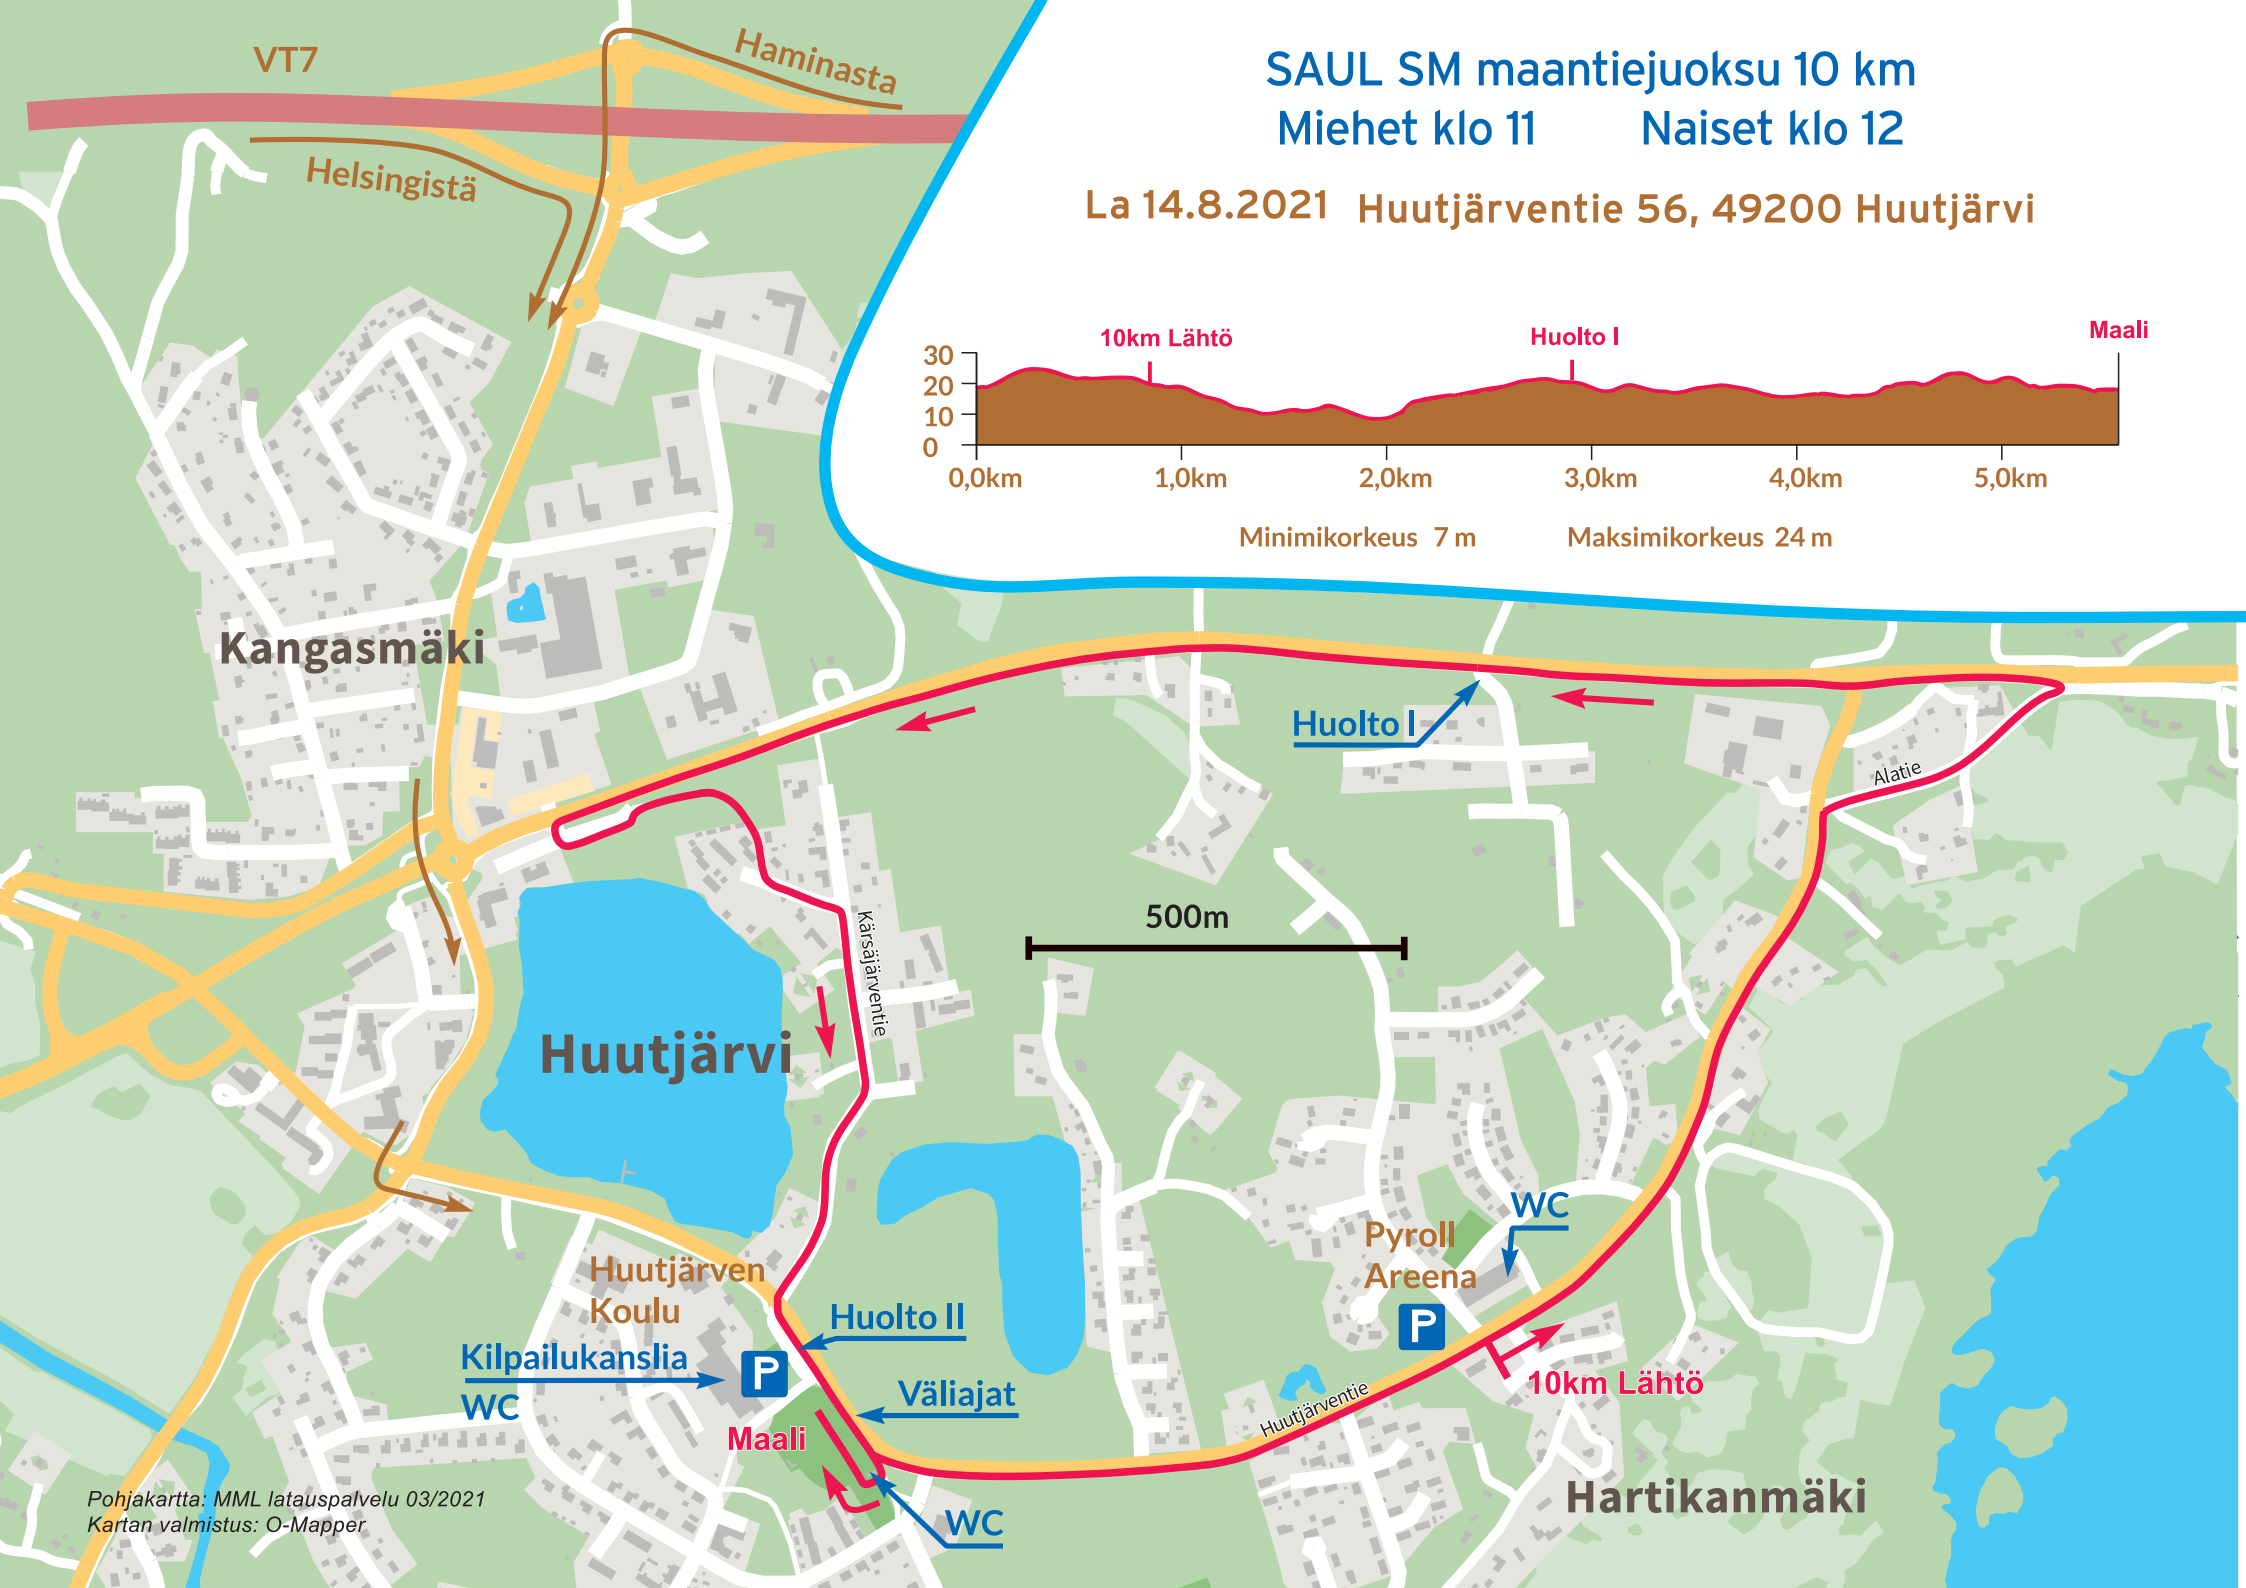 SAUL SM maantiejuoksu 10 km
Miehet klo 11 Naiset klo 12
La 14.8.2021 Huutjärventie 56, 49200 Huutjärvi
VT7
Haminasta
Helsingistä
10km Lähtö
Huolto I
Maali
30
20
10
0
0,0km 1,0km 2,0km 3,0km 4,0km 5,0km
Minimikorkeus 7 m Maksimikorkeus 24 m
Kangasmäki
Huolto I
Alatie
500m
Kärsäjärventie
Huutjärvi
WC
Pyroll
Areena
P
Huutjärven
Koulu
Huolto II
Kilpailukanslia
WC
P
Väliajat
Maali
10km Lähtö
Huutjärventie
WC
Hartikanmäki
Pohjakartta: MML latauspalvelu 03/2021
Kartan valmistus: O-Mapper